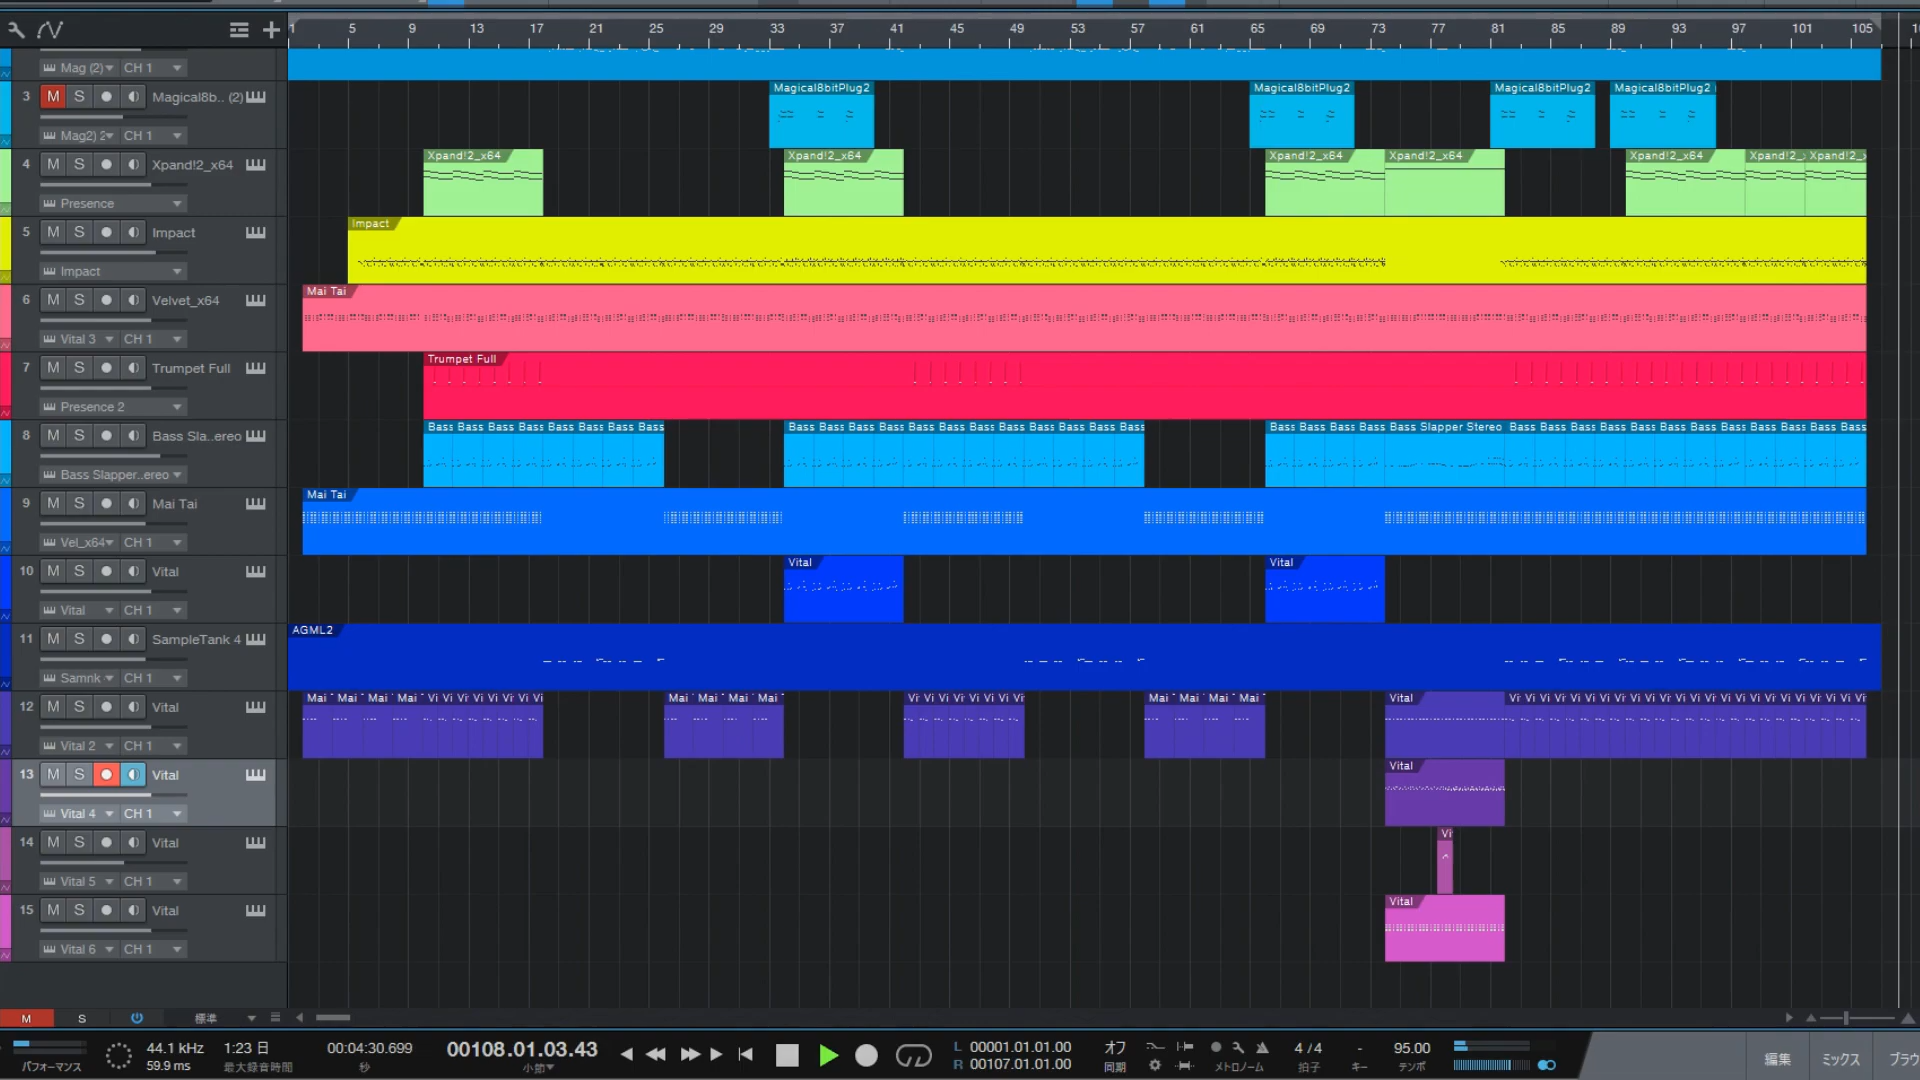 1 5 9 13 17 21 25 29 33 37 41 45 49 53 57 61 65 69 73 77 81 85 89 93 97 101 105
Mag (2) CH 1
3 M S Magical8b.. (2)
Mag2) 2 CH 1
MagicalBbitPlug2 Magical8bitPlug2 Magical8bitPlug2 Magical8bitPlug2
4 M S Xpand!2_x64
Presence
Xpand!2_x64 Xpand!2_x64 Xpand!2_x64 Xpand!2_x64 Xpand!2_x64 Xpand!2_ Xpand!2_
5 M S Impact
Impact
Impact
6 M S Velvet_x64
Vital 3 CH 1
Mai Tai
7 M S Trumpet Full
Presence 2
Trumpet Full
8 M S Bass Sla..ereo
Bass Slapper..ereo
Bass Bass Bass Bass Bass Bass Bass Bass Bass Bass Bass Bass Bass Bass Bass Bass Bass Bass Bass Bass Bass Bass Bass Bass Bass Slapper Stereo Bass Bass Bass Bass Bass Bass Bass Bass Bass Bass Bass Bass
9 M S Mai Tai
Vel_x64 CH 1
Mai Tai
10 M S Vital
Vital CH 1
Vital Vital
11 M S SampleTank 4
Samnk CH 1
AGML2
12 M S Vital
Vital 2 CH 1
Mai Mai Mai Mai Vi Vi Vi Vi Vi Vi Vi Vi Mai Mai Mai Mai Vi Vi Vi Vi Vi Vi Vi Vi Mai Mai Mai Mai Vital Vi Vi Vi Vi Vi Vi Vi Vi Vi Vi Vi Vi Vi Vi Vi Vi Vi Vi Vi Vi Vi Vi Vi Vi
13 M S Vital
Vital 4 CH 1
Vital
14 M S Vital
Vital 5 CH 1
Vi
15 M S Vital
Vital 6 CH 1
Vital
M S 標準
パフォーマンス
44.1 kHz
59.9 ms
1:23 日
最大録音時間
00:04:30.699
秒
00108.01.03.43
小節
L 00001.01.01.00
R 00107.01.01.00
オフ
同期
メトロノーム
4 / 4
拍子
-
キー
95.00
テンポ
編集
ミックス
ブラウ